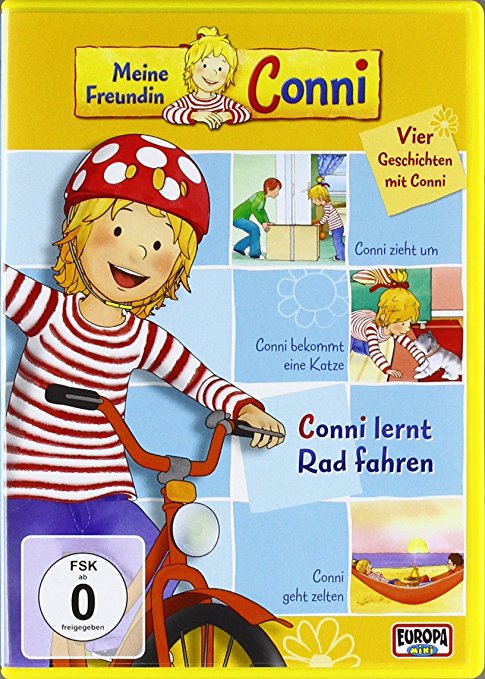 Meine
Freundin
Conni
Vier
Geschichten
mit Conni
Conni zieht um
Conni bekommt
eine Katze
Conni lernt
Rad fahren
Conni
geht zelten
FSK
ab
0
freigegeben
EUROPA
mini